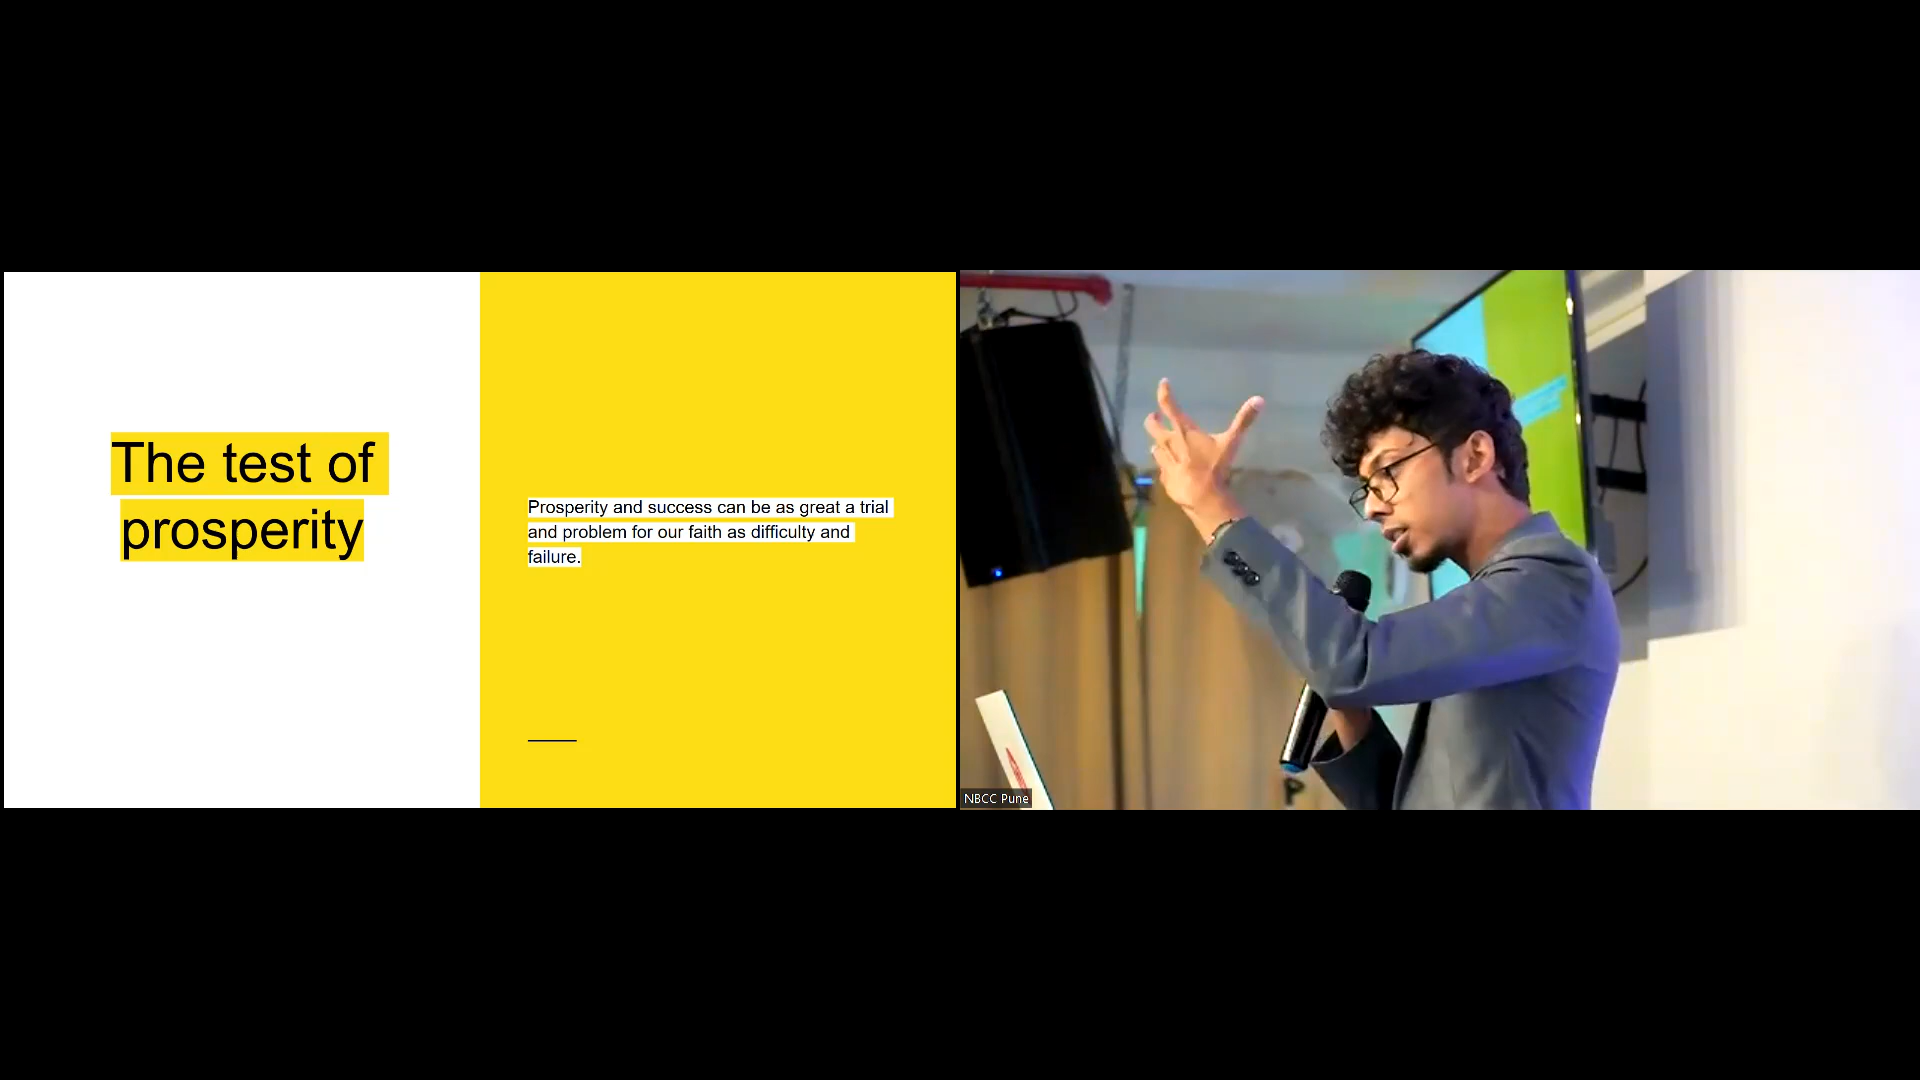 The test of
prosperity
Prosperity and success can be as great a trial
and problem for our faith as difficulty and
failure.
NBCC Pune